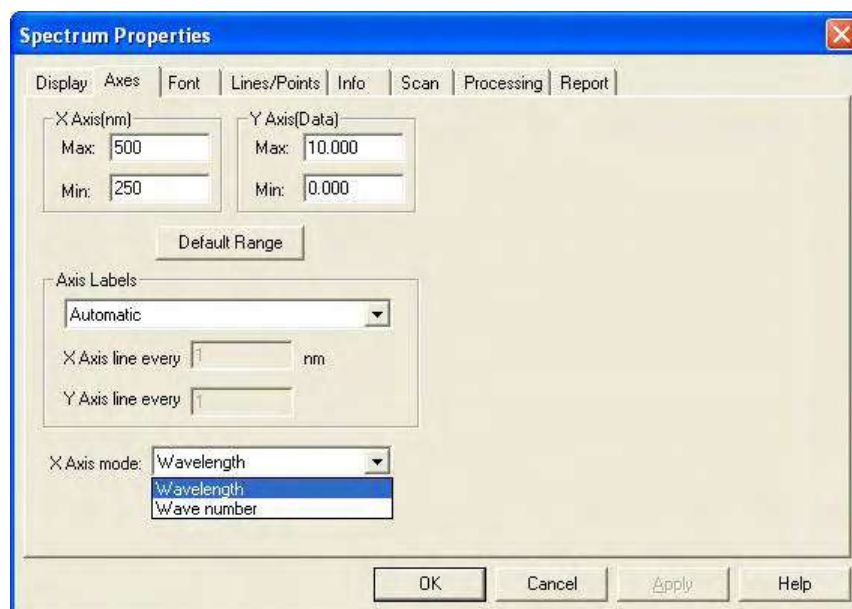 Spectrum Properties
Display Axes Font Lines/Points Info Scan Processing Report
X Axis(nm) Y Axis(Data)
Max: 500 Max: 10.000
Min: 250 Min: 0.000
Default Range
Axis Labels
Automatic
X Axis line every 1 nm
Y Axis line every 1
X Axis mode: Wavelength
Wavelength
Wave number
OK Cancel Apply Help